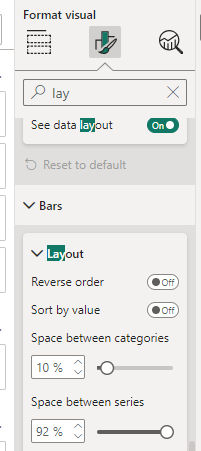 Format visual
lay
See data layout
On
Reset to default
Bars
Layout
Reverse order
Off
Sort by value
Off
Space between categories
10 %
Space between series
92 %